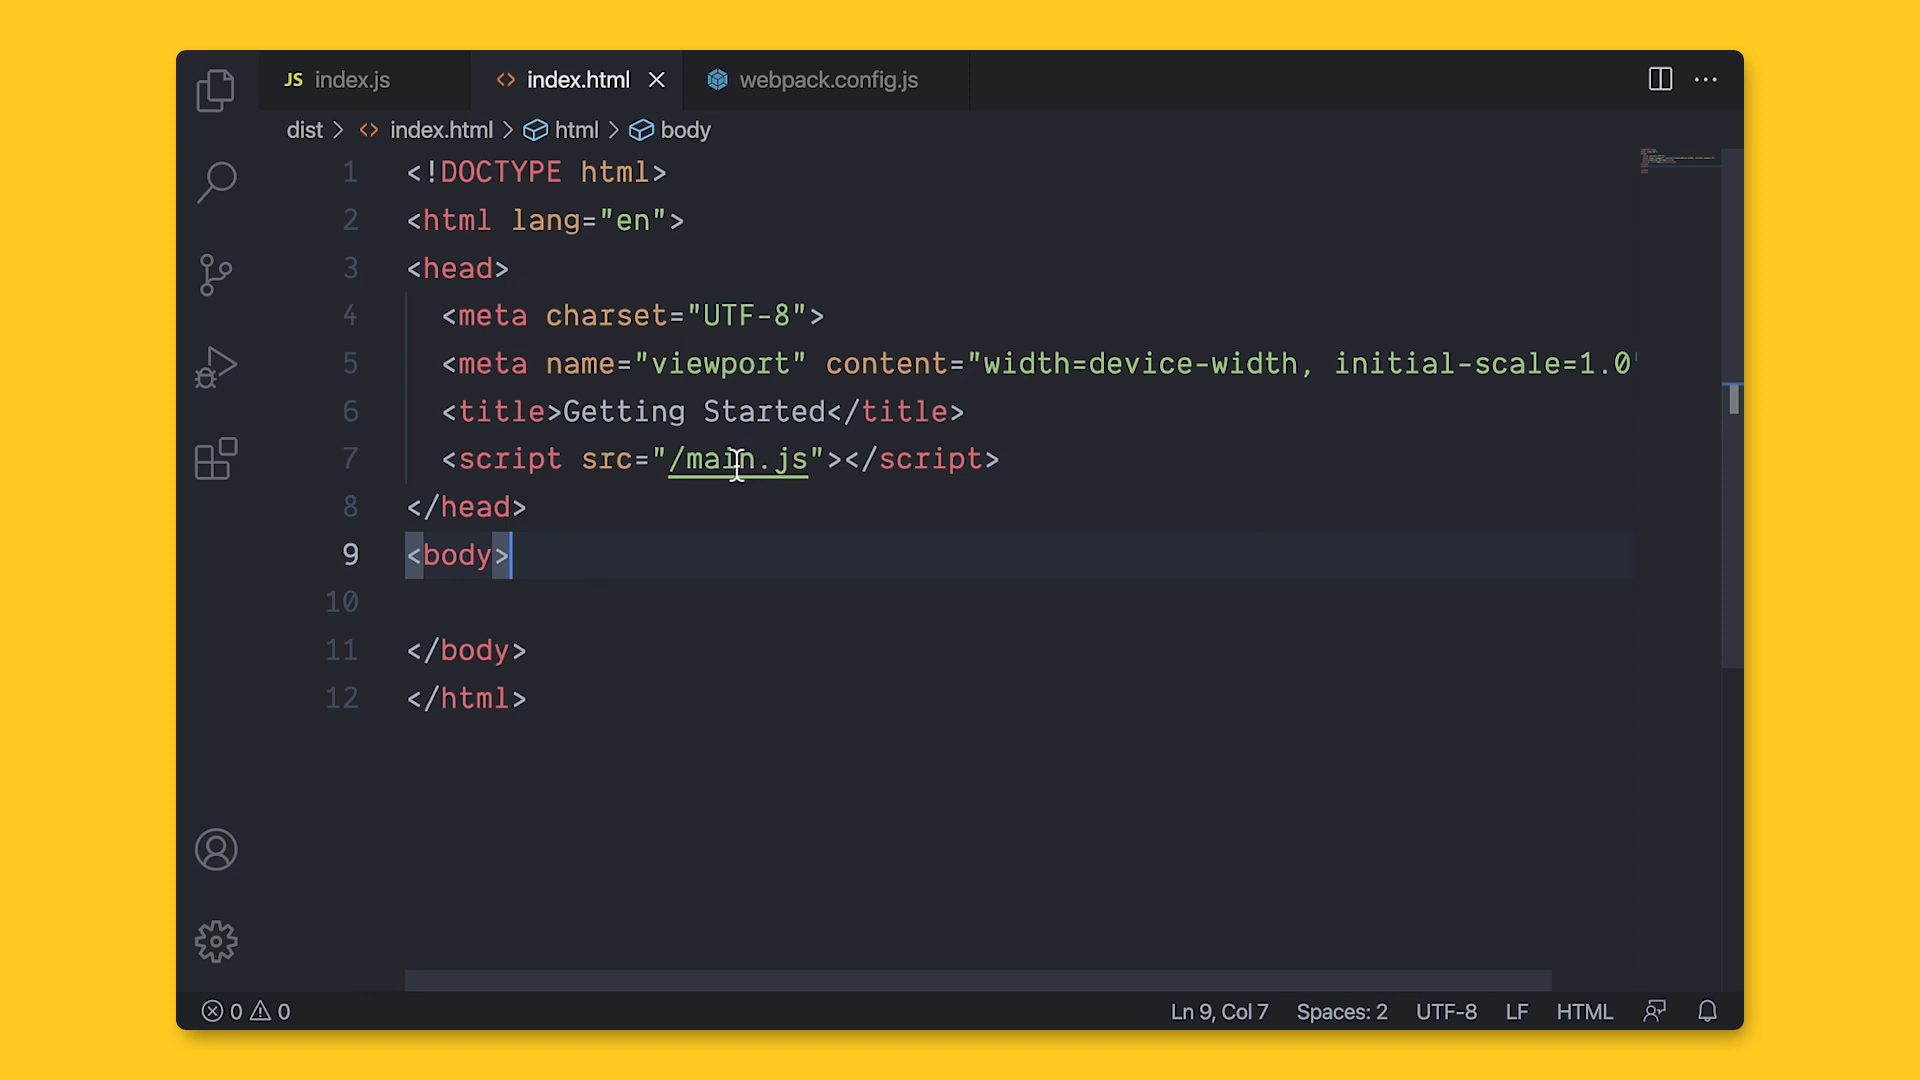 JS index.js <> index.html webpack.config.js
dist > <> index.html > html > body
1 <!DOCTYPE html>
2 <html lang="en">
3 <head>
4 <meta charset="UTF-8">
5 <meta name="viewport" content="width=device-width, initial-scale=1.0
6 <title>Getting Started</title>
7 <script src="/main.js"></script>
8 </head>
9 <body>
10
11 </body>
12 </html>
0 0 Ln 9, Col 7 Spaces: 2 UTF-8 LF HTML